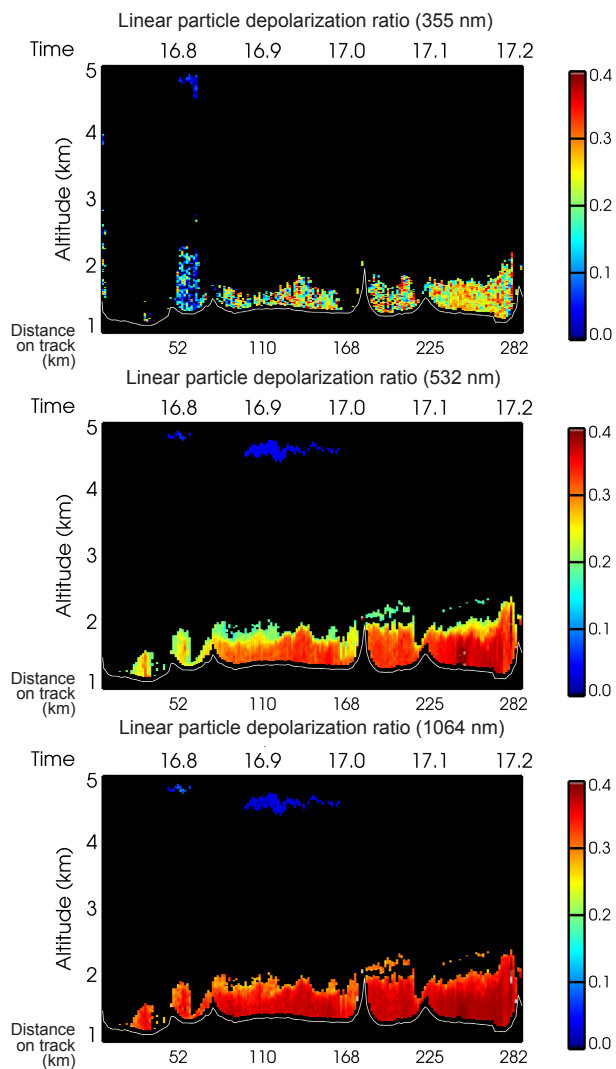 Linear particle depolarization ratio (355 nm)
Time 16.8 16.9 17.0 17.1 17.2
5
4
3
2
1
Altitude (km)
0.4
0.3
0.2
0.1
0.0
Distance on track (km)
52 110 168 225 282
Linear particle depolarization ratio (532 nm)
Time 16.8 16.9 17.0 17.1 17.2
5
4
3
2
1
Altitude (km)
0.4
0.3
0.2
0.1
0.0
Distance on track (km)
52 110 168 225 282
Linear particle depolarization ratio (1064 nm)
Time 16.8 16.9 17.0 17.1 17.2
5
4
3
2
1
Altitude (km)
0.4
0.3
0.2
0.1
0.0
Distance on track (km)
52 110 168 225 282